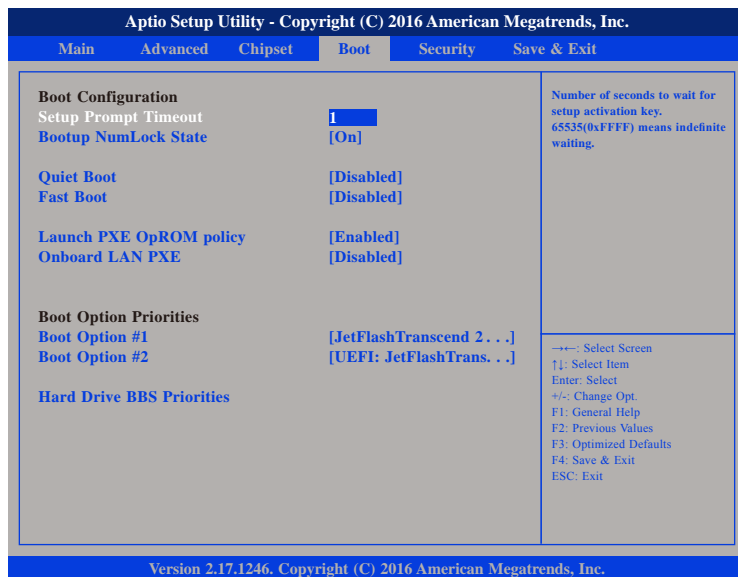 Aptio Setup Utility - Copyright (C) 2016 American Megatrends, Inc.
Main Advanced Chipset Boot Security Save & Exit
Boot Configuration
Setup Prompt Timeout 1
Bootup NumLock State [On]
Quiet Boot [Disabled]
Fast Boot [Disabled]
Launch PXE OpROM policy [Enabled]
Onboard LAN PXE [Disabled]
Boot Option Priorities
Boot Option #1 [JetFlashTranscend 2. . .]
Boot Option #2 [UEFI: JetFlashTrans. . .]
Hard Drive BBS Priorities
Number of seconds to wait for
setup activation key.
65535(0xFFFF) means indefinite
waiting.
→←: Select Screen
↑↓: Select Item
Enter: Select
+/-: Change Opt.
F1: General Help
F2: Previous Values
F3: Optimized Defaults
F4: Save & Exit
ESC: Exit
Version 2.17.1246. Copyright (C) 2016 American Megatrends, Inc.